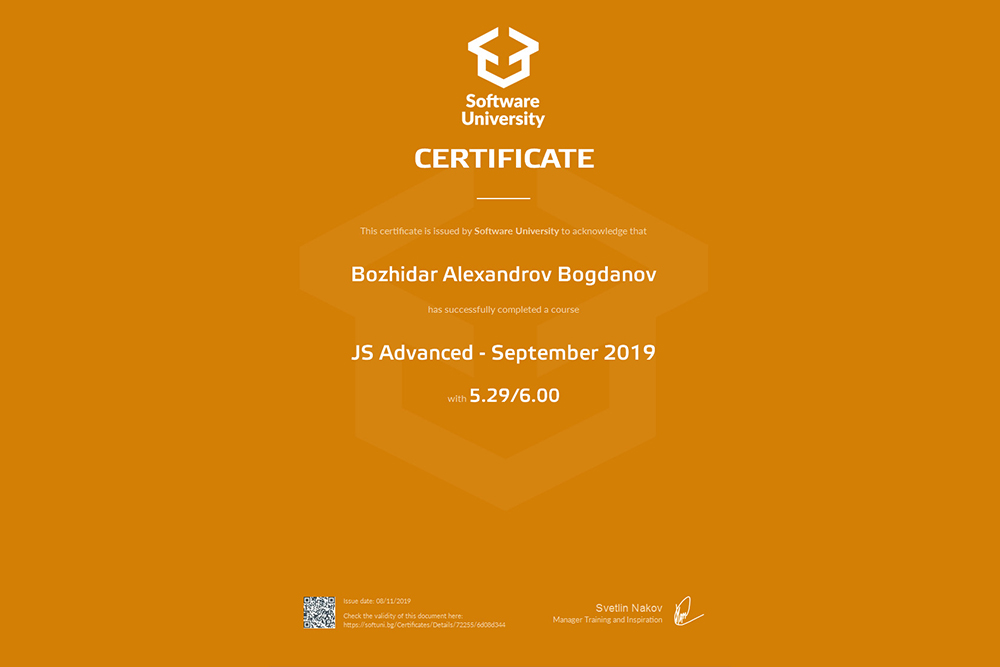 Software
University
CERTIFICATE
This certificate is issued by Software University to acknowledge that
Bozhidar Alexandrov Bogdanov
has successfully completed a course
JS Advanced - September 2019
with 5.29/6.00
Issue date: 08/11/2019
Check the validity of this document here:
https://softuni.bg/Certificates/Details/72255/6d08d344
Svetlin Nakov
Manager Training and Inspiration